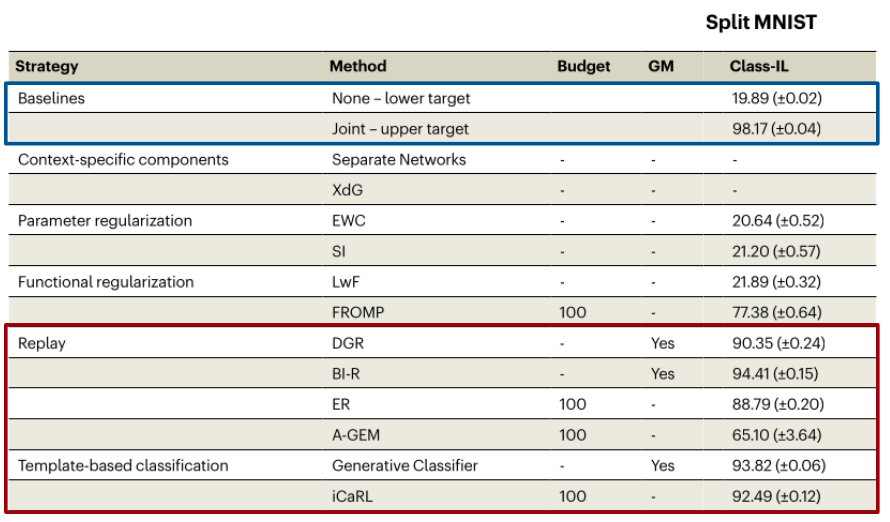 Split MNIST
Strategy Method Budget GM Class-IL
Baselines None – lower target 19.89 (±0.02)
Joint – upper target 98.17 (±0.04)
Context-specific components Separate Networks - - -
XdG - - -
Parameter regularization EWC - - 20.64 (±0.52)
SI - - 21.20 (±0.57)
Functional regularization LwF - - 21.89 (±0.32)
FROMP 100 - 77.38 (±0.64)
Replay DGR - Yes 90.35 (±0.24)
BI-R - Yes 94.41 (±0.15)
ER 100 - 88.79 (±0.20)
A-GEM 100 - 65.10 (±3.64)
Template-based classification Generative Classifier - Yes 93.82 (±0.06)
iCaRL 100 - 92.49 (±0.12)